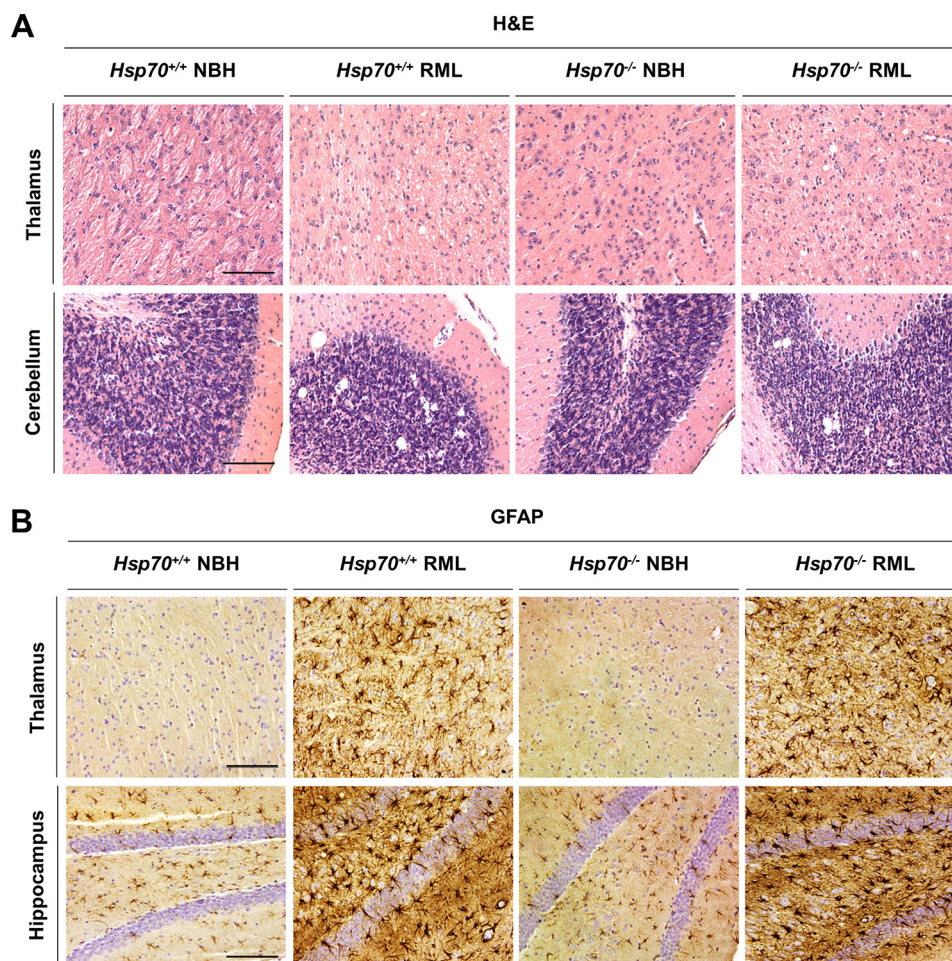 A
H&E
Hsp70+/+ NBH
Hsp70+/+ RML
Hsp70-/- NBH
Hsp70-/- RML
Thalamus
Cerebellum
B
GFAP
Hsp70+/+ NBH
Hsp70+/+ RML
Hsp70-/- NBH
Hsp70-/- RML
Thalamus
Hippocampus